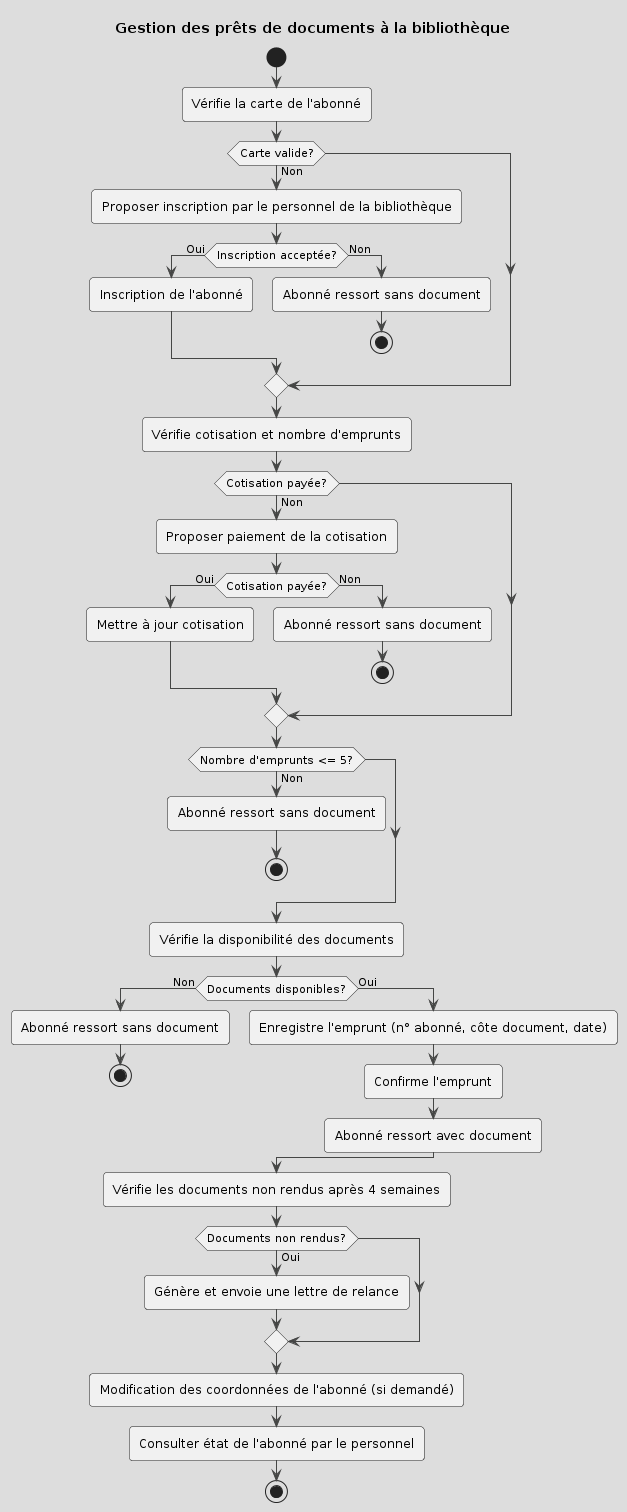 Gestion des prêts de documents à la bibliothèque
Vérifie la carte de l'abonné
Carte valide?
Non
Proposer inscription par le personnel de la bibliothèque
Oui
Inscription acceptée?
Non
Inscription de l'abonné
Abonné ressort sans document
Vérifie cotisation et nombre d'emprunts
Cotisation payée?
Non
Proposer paiement de la cotisation
Oui
Cotisation payée?
Non
Mettre à jour cotisation
Abonné ressort sans document
Nombre d'emprunts <= 5?
Non
Abonné ressort sans document
Vérifie la disponibilité des documents
Non
Documents disponibles?
Oui
Abonné ressort sans document
Enregistre l'emprunt (n° abonné, côte document, date)
Confirme l'emprunt
Abonné ressort avec document
Vérifie les documents non rendus après 4 semaines
Documents non rendus?
Oui
Génère et envoie une lettre de relance
Modification des coordonnées de l'abonné (si demandé)
Consulter état de l'abonné par le personnel